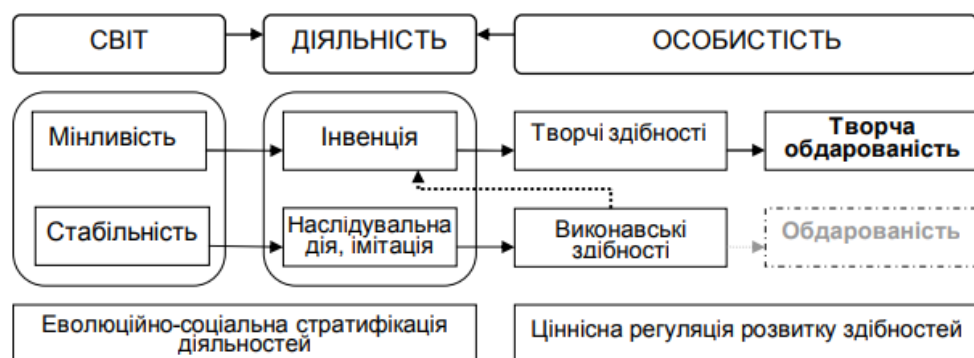 СВІТ
ДІЯЛЬНІСТЬ
ОСОБИСТІСТЬ
Мінливість
Інвенція
Творчі здібності
Творча
обдарованість
Стабільність
Наслідувальна
дія, імітація
Виконавські
здібності
Обдарованість
Еволюційно-соціальна стратифікація
діяльностей
Ціннісна регуляція розвитку здібностей